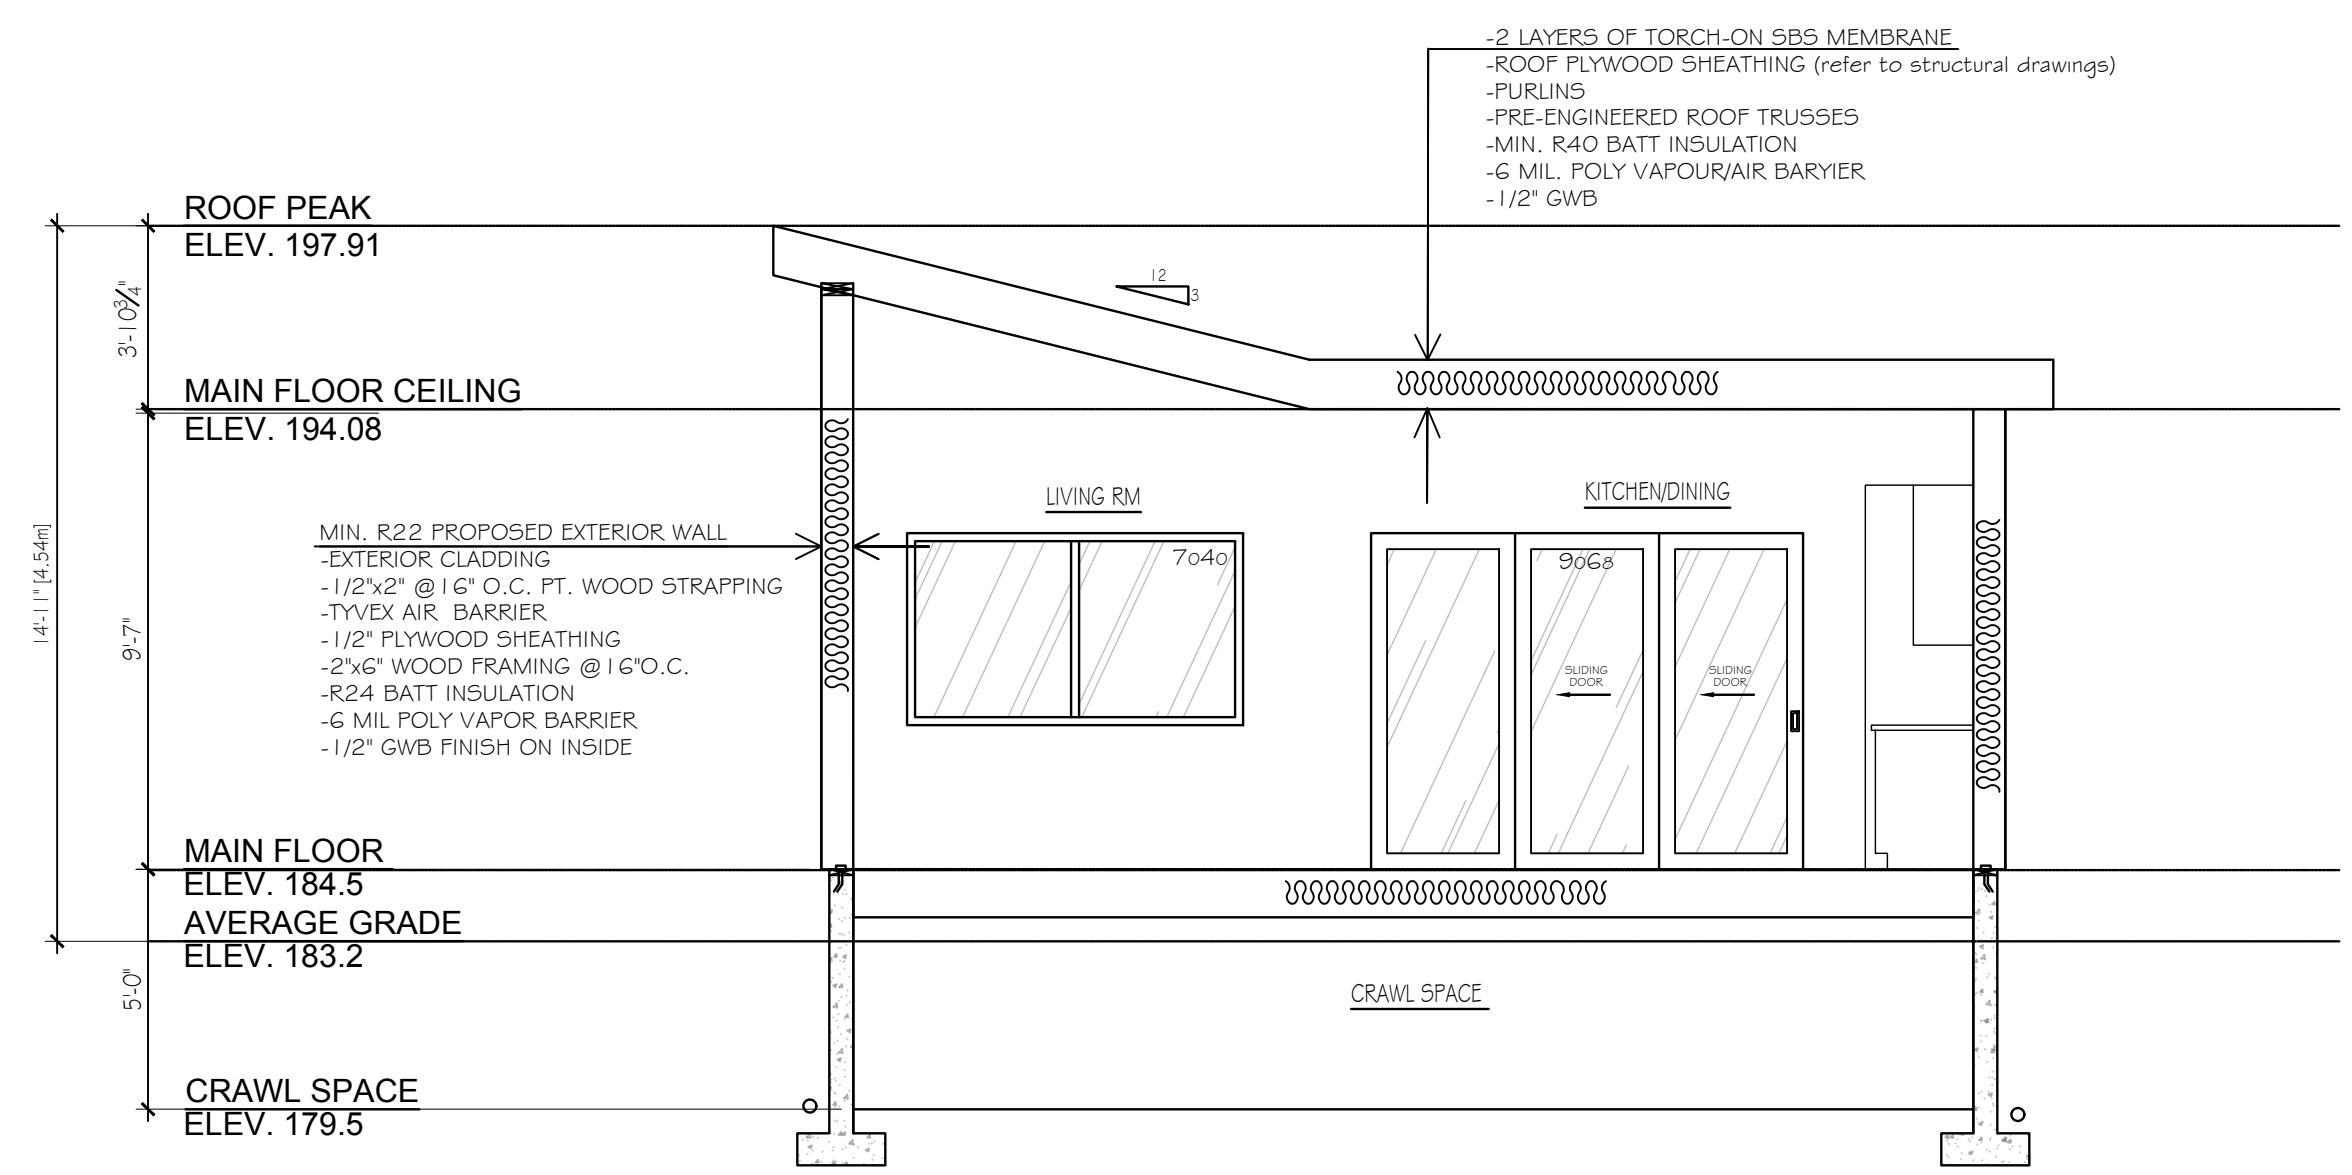 -2 LAYERS OF TORCH-ON SBS MEMBRANE
-ROOF PLYWOOD SHEATHING (refer to structural drawings)
-PURLINS
-PRE-ENGINEERED ROOF TRUSSES
-MIN. R40 BATT INSULATION
-6 MIL. POLY VAPOUR/AIR BARYIER
-1/2" GWB
ROOF PEAK
ELEV. 197.91
12
3
3'-10¾"
MAIN FLOOR CEILING
ELEV. 194.08
LIVING RM
KITCHEN/DINING
MIN. R22 PROPOSED EXTERIOR WALL
-EXTERIOR CLADDING
-1/2"x2" @16" O.C. PT. WOOD STRAPPING
-TYVEX AIR BARRIER
-1/2" PLYWOOD SHEATHING
-2"x6" WOOD FRAMING @16"O.C.
-R24 BATT INSULATION
-6 MIL POLY VAPOR BARRIER
-1/2" GWB FINISH ON INSIDE
7040
9068
SLIDING
DOOR
SLIDING
DOOR
14'-11" [4.54m]
9'-7"
MAIN FLOOR
ELEV. 184.5
AVERAGE GRADE
ELEV. 183.2
5'-0"
CRAWL SPACE
CRAWL SPACE
ELEV. 179.5